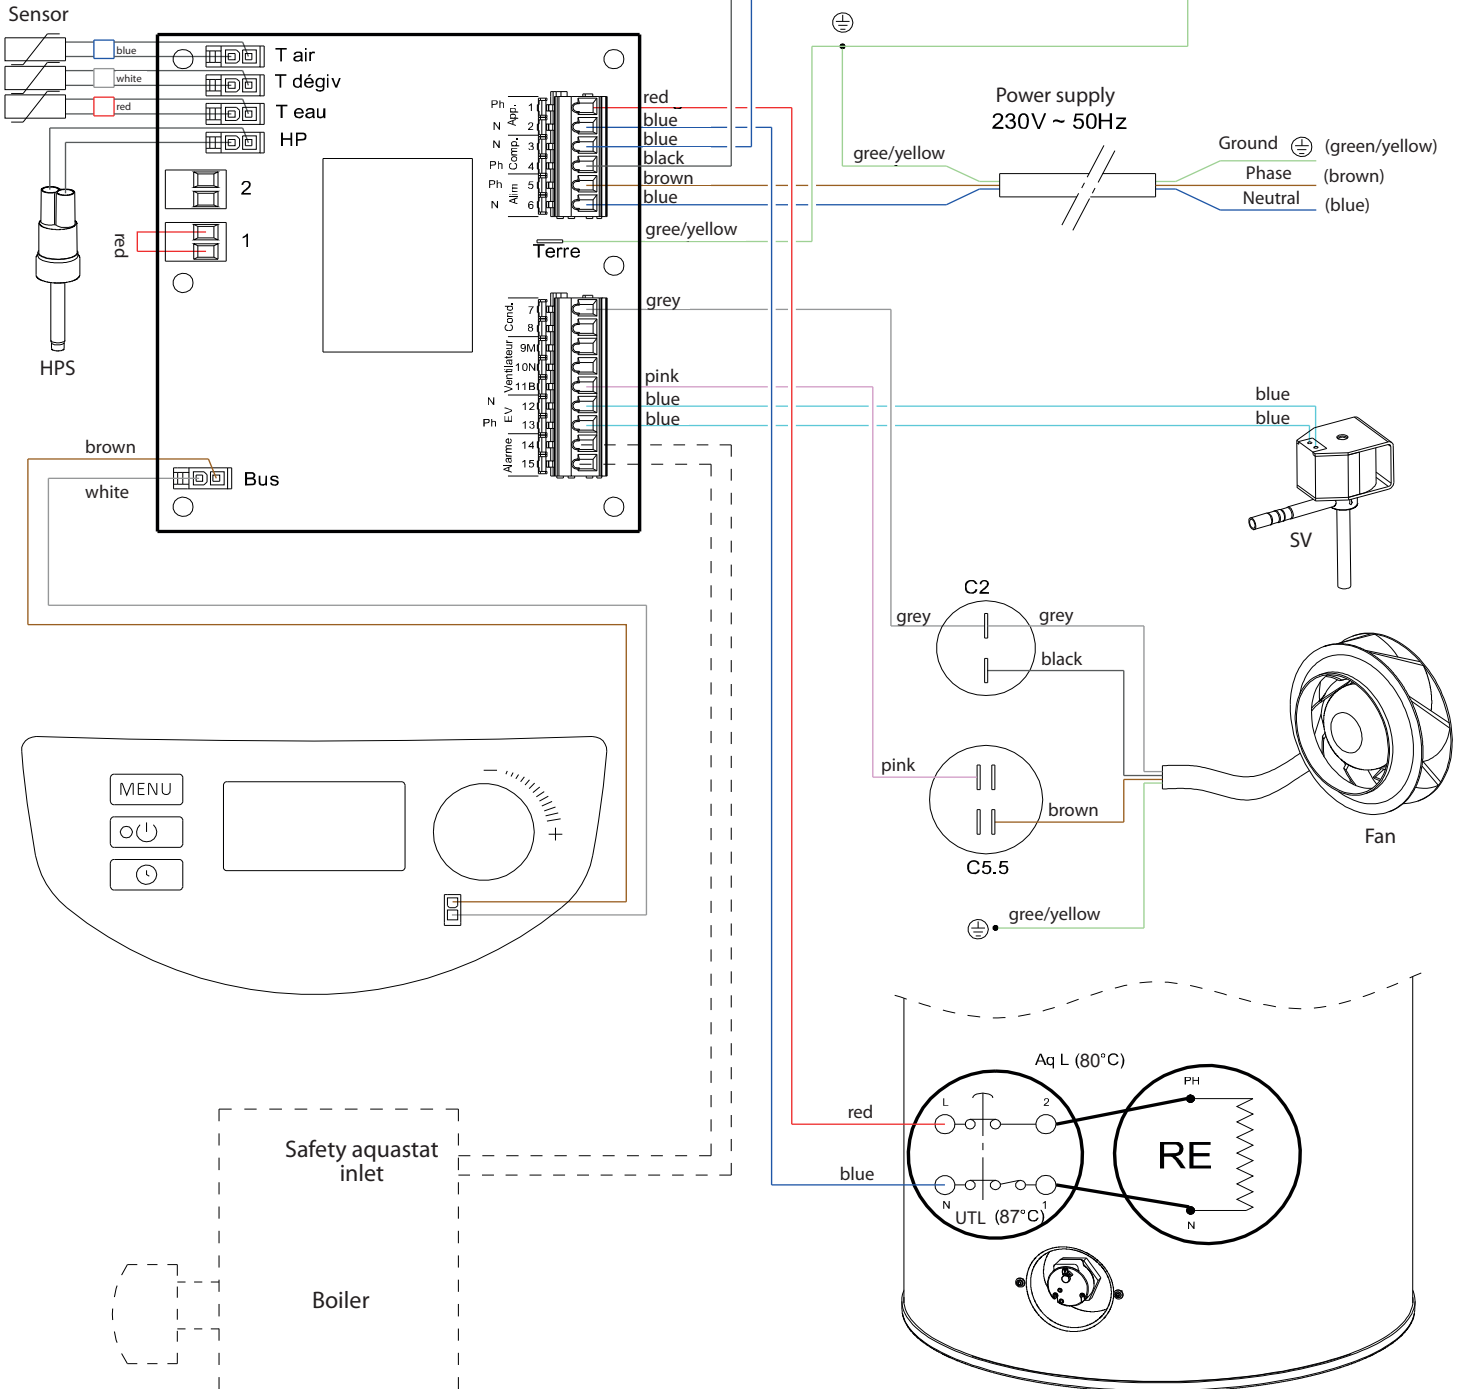 Sensor
blue
T air
white
T dégiv
red
T eau
HP
2
1
red
HPS
Ph
N
N
Ph
Ph
N
App.
Comp.
Alim
1
2
3
4
5
6
red
blue
blue
black
brown
blue
gree/yellow
Terre
Power supply
230V ~ 50Hz
gree/yellow
Ground (green/yellow)
Phase (brown)
Neutral (blue)
Cond.
Ventilateur
EV
Alarme
N
Ph
7
8
9M
10N
11B
12
13
14
15
grey
pink
blue
blue
blue
blue
SV
brown
white
Bus
C2
grey
grey
black
pink
brown
C5.5
gree/yellow
Fan
MENU
− +
Safety aquastat
inlet
Boiler
Aq L (80°C)
red
L
2
PH
RE
blue
N
1
UTL (87°C)
N